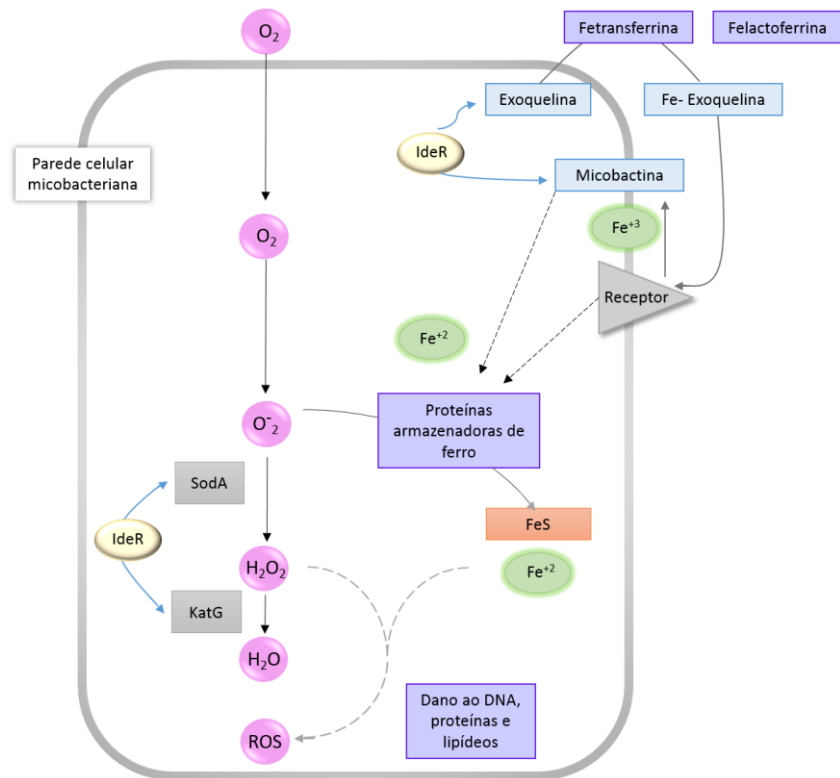 O₂
Fetransferrina
Felactoferrina
Exoquelina
Fe- Exoquelina
IdeR
Parede celular
micobacteriana
Micobactina
O₂
Fe⁺³
Receptor
Fe⁺²
O⁻₂
Proteínas
armazenadoras de
ferro
SodA
IdeR
FeS
H₂O₂
Fe⁺²
KatG
H₂O
Dano ao DNA,
proteínas e
lipídeos
ROS